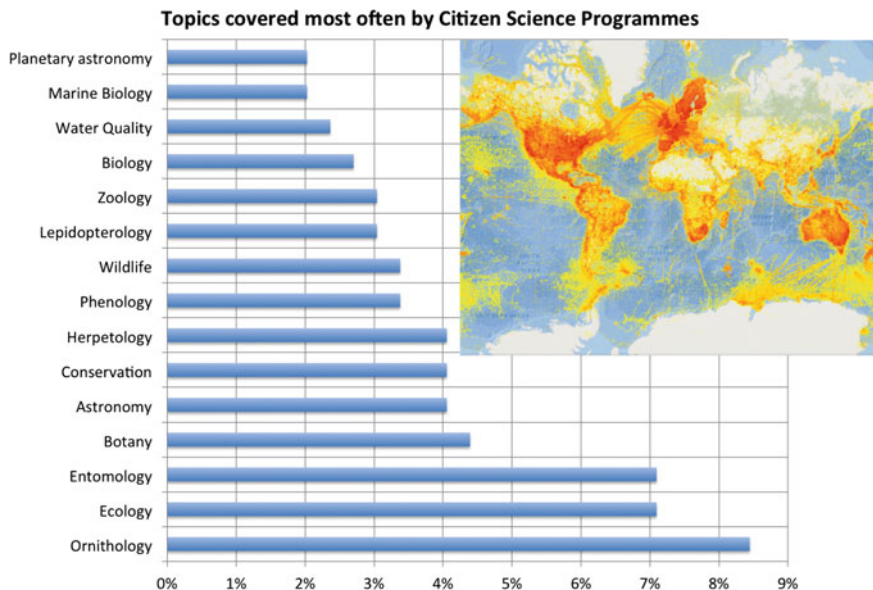 Topics covered most often by Citizen Science Programmes
Planetary astronomy
Marine Biology
Water Quality
Biology
Zoology
Lepidopterology
Wildlife
Phenology
Herpetology
Conservation
Astronomy
Botany
Entomology
Ecology
Ornithology
0% 1% 2% 3% 4% 5% 6% 7% 8% 9%